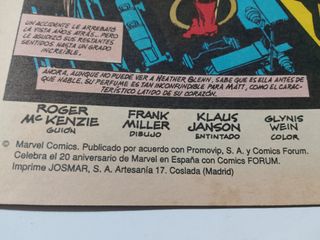 UN ACCIDENTE LE ARREBATÓ
LA VISTA AÑOS ATRÁS... PERO
AGUDIZÓ SUS RESTANTES
SENTIDOS HASTA UN GRADO
INCREÍBLE.
AHORA, AUNQUE NO PUEDE VER A HEATHER GLENN, SABE QUE ES ELLA ANTES DE
QUE HABLE. SU PERFUME ES TAN INCONFUNDIBLE PARA MATT, COMO EL CARAC-
TERÍSTICO LATIDO DE SU CORAZÓN.
ROGER McKENZIE GUIÓN
FRANK MILLER DIBUJO
KLAUS JANSON ENTINTADO
GLYNIS WEIN COLOR
© Marvel Comics. Publicado por acuerdo con Promovip, S. A. y Comics Forum.
Celebra el 20 aniversario de Marvel en España con Comics FORUM.
Imprime JOSMAR, S. A. Artesanía 17. Coslada (Madrid)